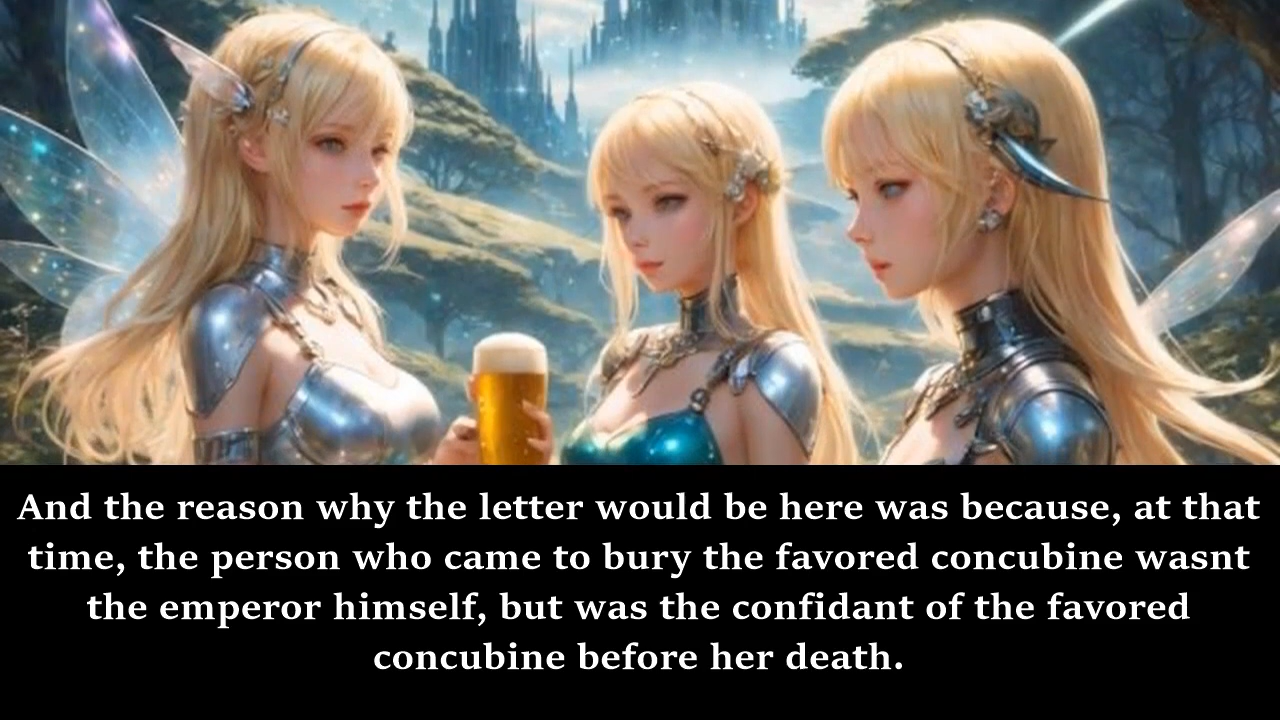 And the reason why the letter would be here was because, at that
time, the person who came to bury the favored concubine wasnt
the emperor himself, but was the confidant of the favored
concubine before her death.